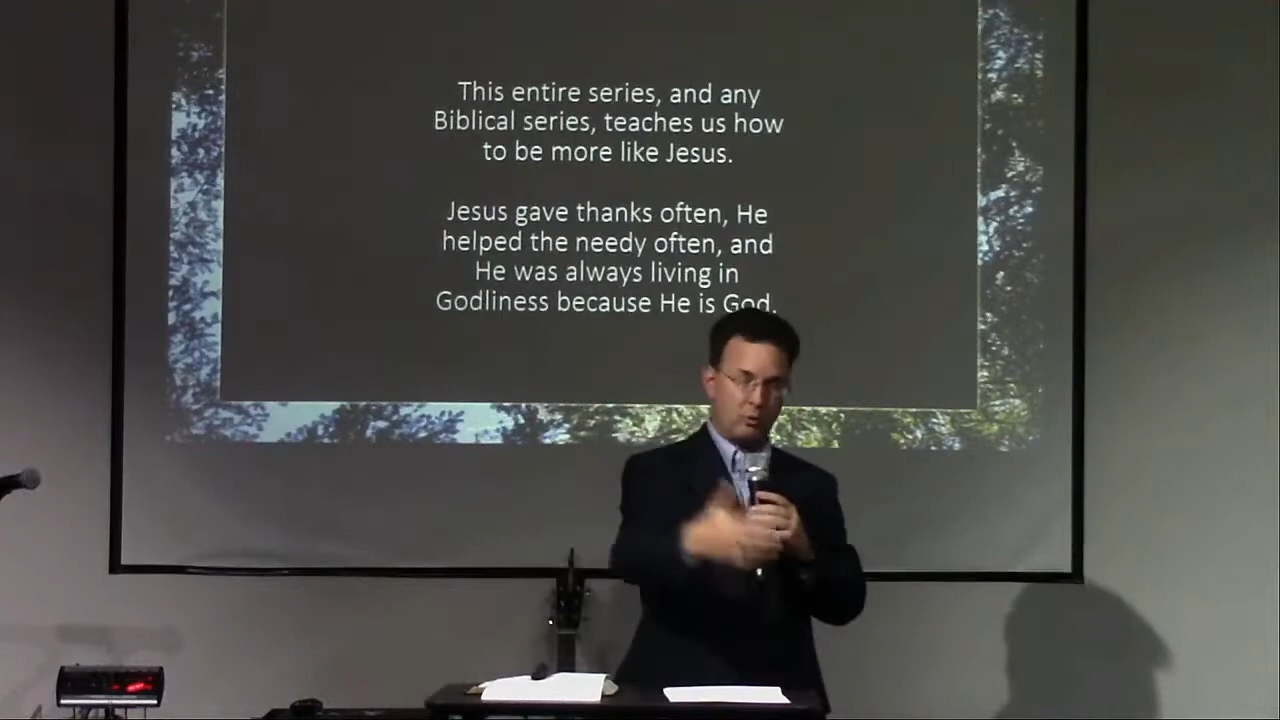 This entire series, and any
Biblical series, teaches us how
to be more like Jesus.
Jesus gave thanks often, He
helped the needy often, and
He was always living in
Godliness because He is God.